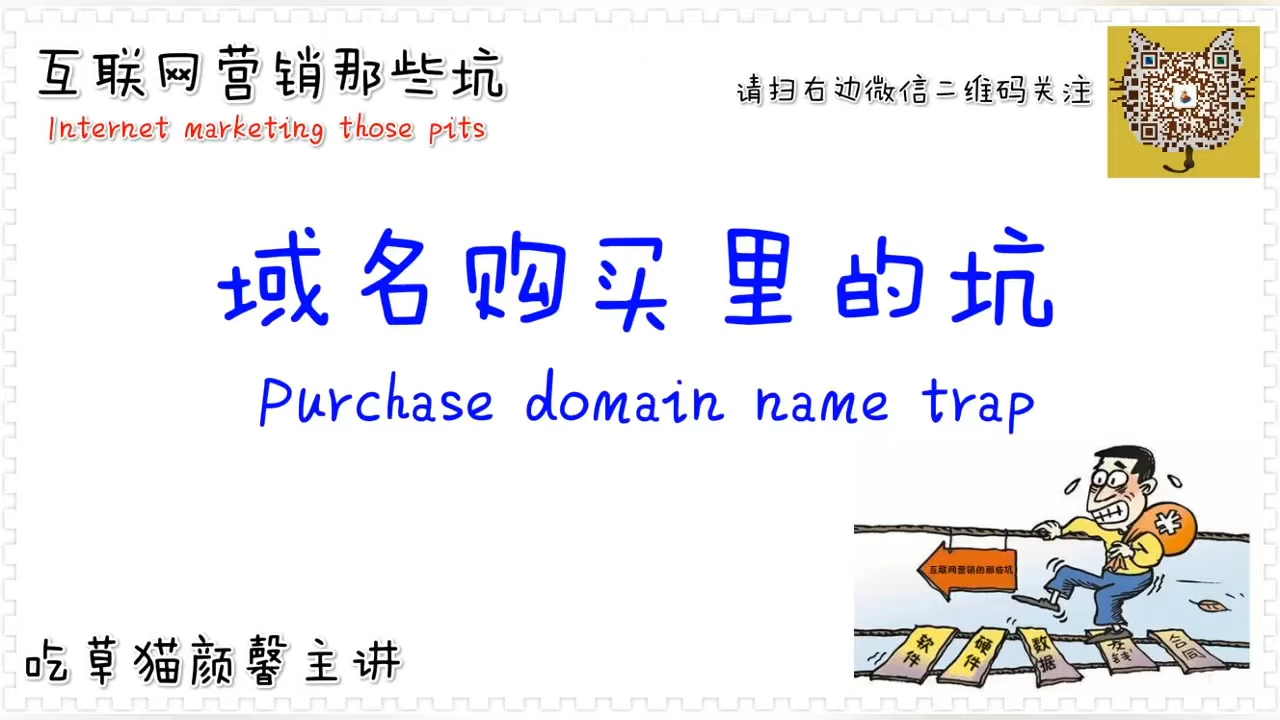 互联网营销那些坑
Internet marketing those pits
请扫右边微信二维码关注
域名购买里的坑
Purchase domain name trap
互联网营销的那些坑
软件
硬件
数据
合同
吃草猫颜馨主讲